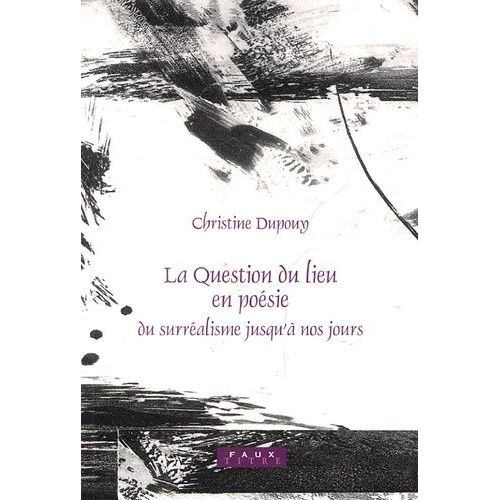 Christine Dupouy
La Question du lieu
en poésie
du surréalisme jusqu'à nos jours
FAUX
TITRE